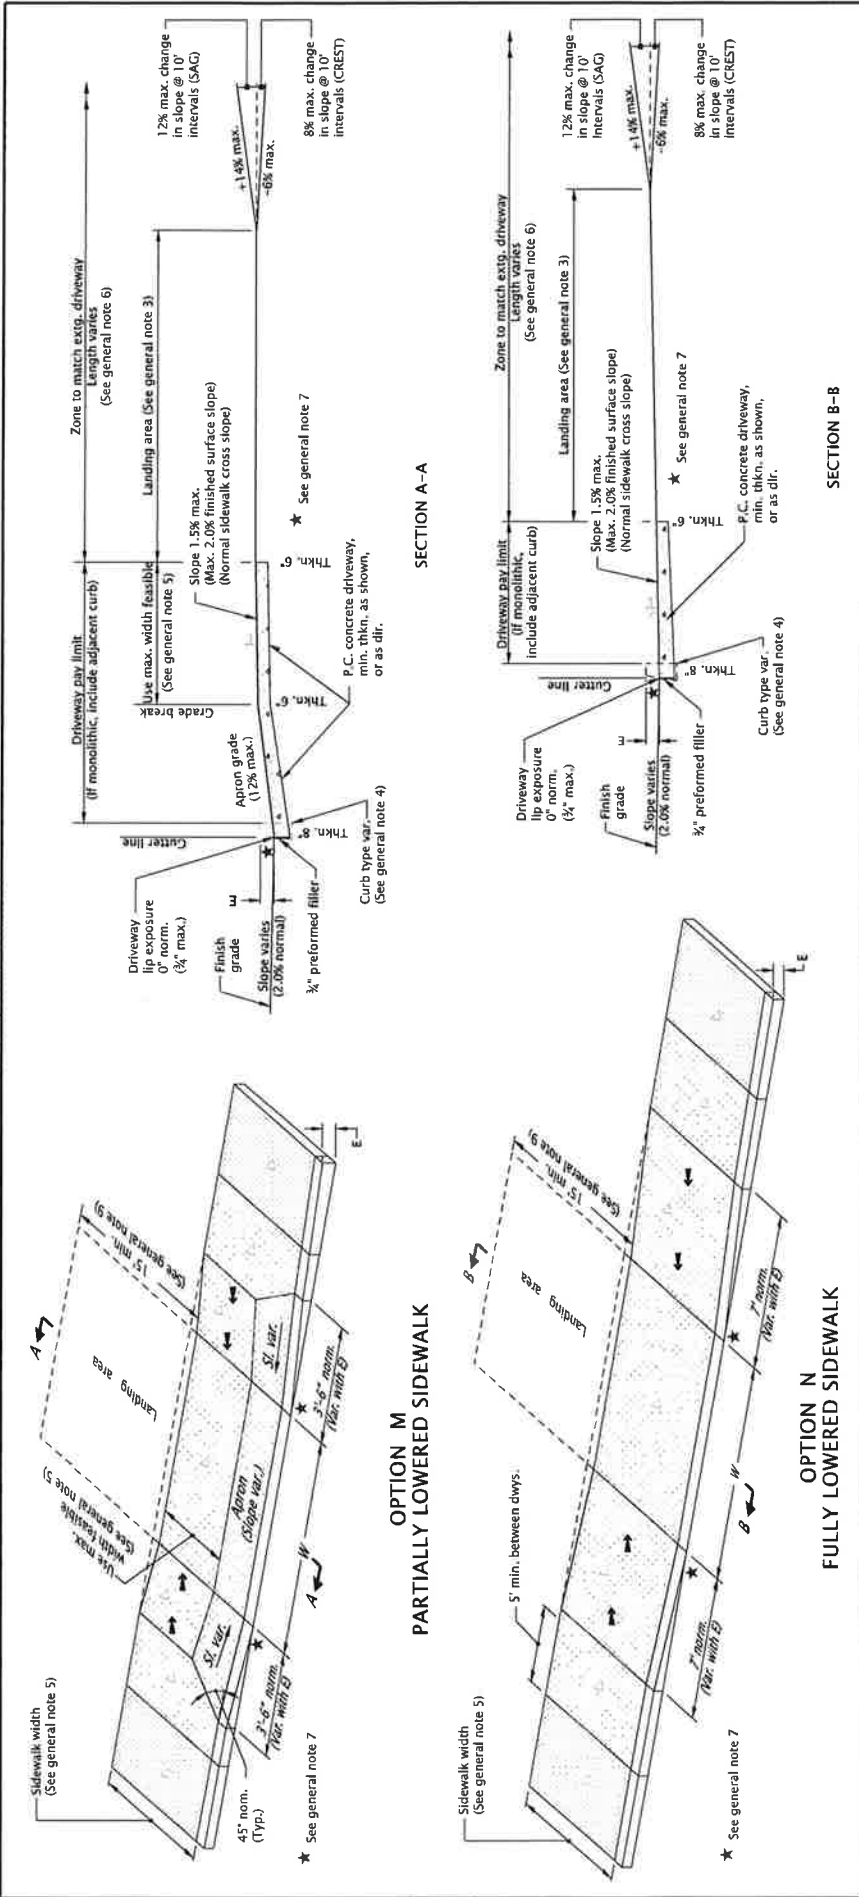 Sidewalk width
(See general note 5)
Use max.
width feasible
(See general note 5)
Landing area
15' min.
(See general note 9)
A
A
Sl. var.
Apron
(Slope var.)
Sl. var.
45° nom.
(Typ.)
3'-6" norm.
(Var. with E)
W
3'-6" norm.
(Var. with E)
E
★ See general note 7
OPTION M
PARTIALLY LOWERED SIDEWALK
Driveway
lip exposure
0" norm.
(¾" max.)
Finish
grade
Slope varies
(2.0% normal)
¾" preformed filler
E
Gutter line
Driveway pay limit
(If monolithic, include adjacent curb)
Use max. width feasible
(See general note 5)
Grade break
Apron grade
(12% max.)
Thkn. 8"
Thkn. 6"
Thkn. 6"
Curb type var.
(See general note 4)
P.C. concrete driveway,
min. thkn. as shown,
or as dir.
Slope 1.5% max.
(Max. 2.0% finished surface slope)
(Normal sidewalk cross slope)
★ See general note 7
Zone to match extg. driveway
Length varies
(See general note 6)
Landing area (See general note 3)
12% max. change
in slope @ 10'
intervals (SAG)
+14% max.
-6% max.
8% max. change
in slope @ 10'
intervals (CREST)
SECTION A-A
Sidewalk width
(See general note 5)
5' min. between dwys.
Landing area
15' min.
(See general note 9)
B
B
7' norm.
(Var. with E)
W
7' norm.
(Var. with E)
E
★ See general note 7
OPTION N
FULLY LOWERED SIDEWALK
Driveway
lip exposure
0" norm.
(¾" max.)
Finish
grade
Slope varies
(2.0% normal)
¾" preformed filler
E
Gutter line
Driveway pay limit
(If monolithic,
include adjacent curb)
Thkn. 8"
Thkn. 6"
Curb type var.
(See general note 4)
P.C. concrete driveway,
min. thkn. as shown,
or as dir.
Slope 1.5% max.
(Max. 2.0% finished surface slope)
(Normal sidewalk cross slope)
★ See general note 7
Zone to match extg. driveway
Length varies
(See general note 6)
Landing area (See general note 3)
12% max. change
in slope @ 10'
intervals (SAG)
+14% max.
-6% max.
8% max. change
in slope @ 10'
intervals (CREST)
SECTION B-B